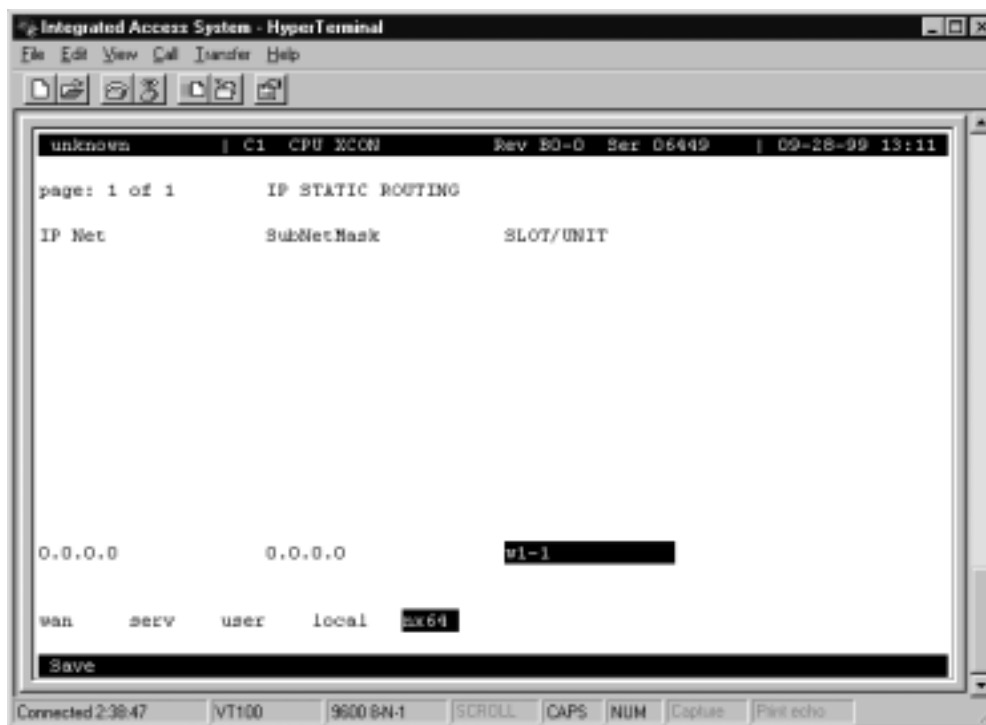 Integrated Access System - HyperTerminal
File Edit View Call Transfer Help
unknown | C1 CPU XCON Rev B0-0 Ser 06449 | 09-28-99 13:11
page: 1 of 1 IP STATIC ROUTING
IP Net SubNetMask SLOT/UNIT
0.0.0.0 0.0.0.0 w1-1
wan serv user local nx64
Save
Connected 2:38:47 VT100 9600 8-N-1 SCROLL CAPS NUM Capture Print echo